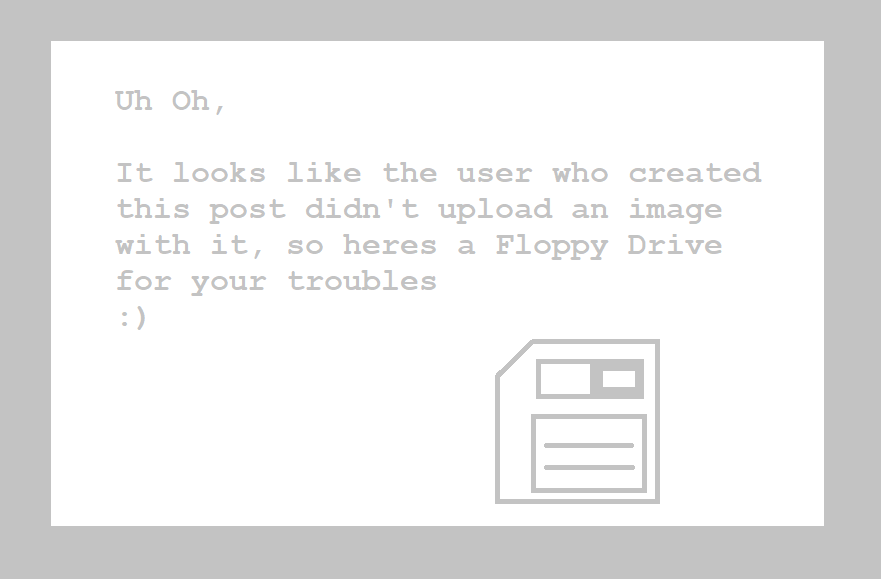 Uh Oh,
It looks like the user who created
this post didn't upload an image
with it, so heres a Floppy Drive
for your troubles
:)